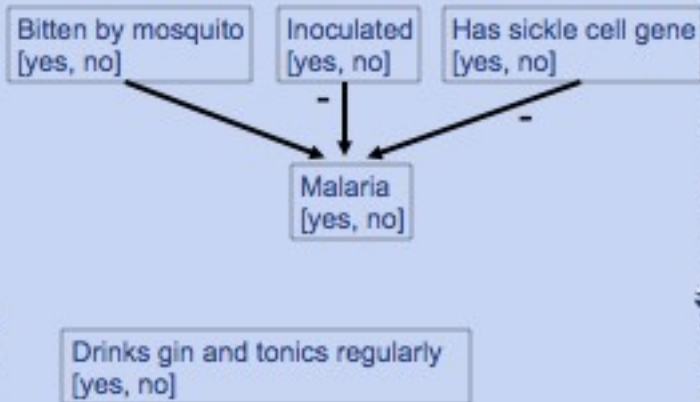 Bitten by mosquito
[yes, no]
Inoculated
[yes, no]
Has sickle cell gene
[yes, no]
-
-
Malaria
[yes, no]
Drinks gin and tonics regularly
[yes, no]